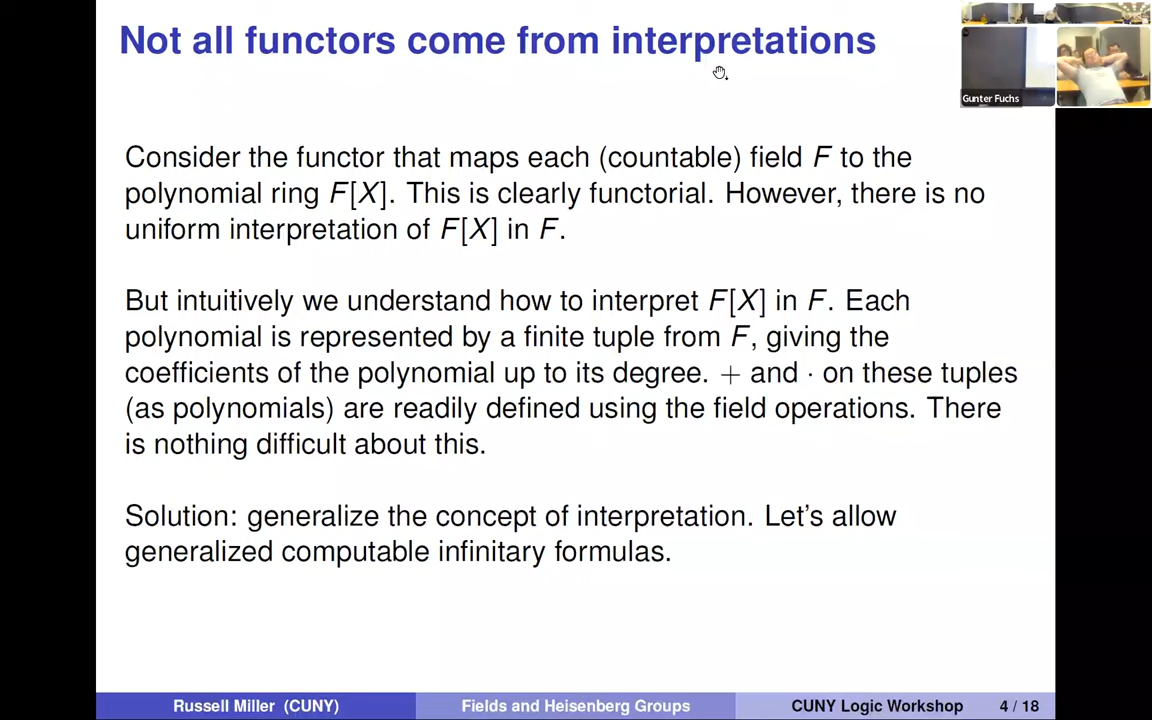 Not all functors come from interpretations
Gunter Fuchs
Consider the functor that maps each (countable) field F to the
polynomial ring F[X]. This is clearly functorial. However, there is no
uniform interpretation of F[X] in F.
But intuitively we understand how to interpret F[X] in F. Each
polynomial is represented by a finite tuple from F, giving the
coefficients of the polynomial up to its degree. + and · on these tuples
(as polynomials) are readily defined using the field operations. There
is nothing difficult about this.
Solution: generalize the concept of interpretation. Let's allow
generalized computable infinitary formulas.
Russell Miller (CUNY) Fields and Heisenberg Groups CUNY Logic Workshop 4 / 18